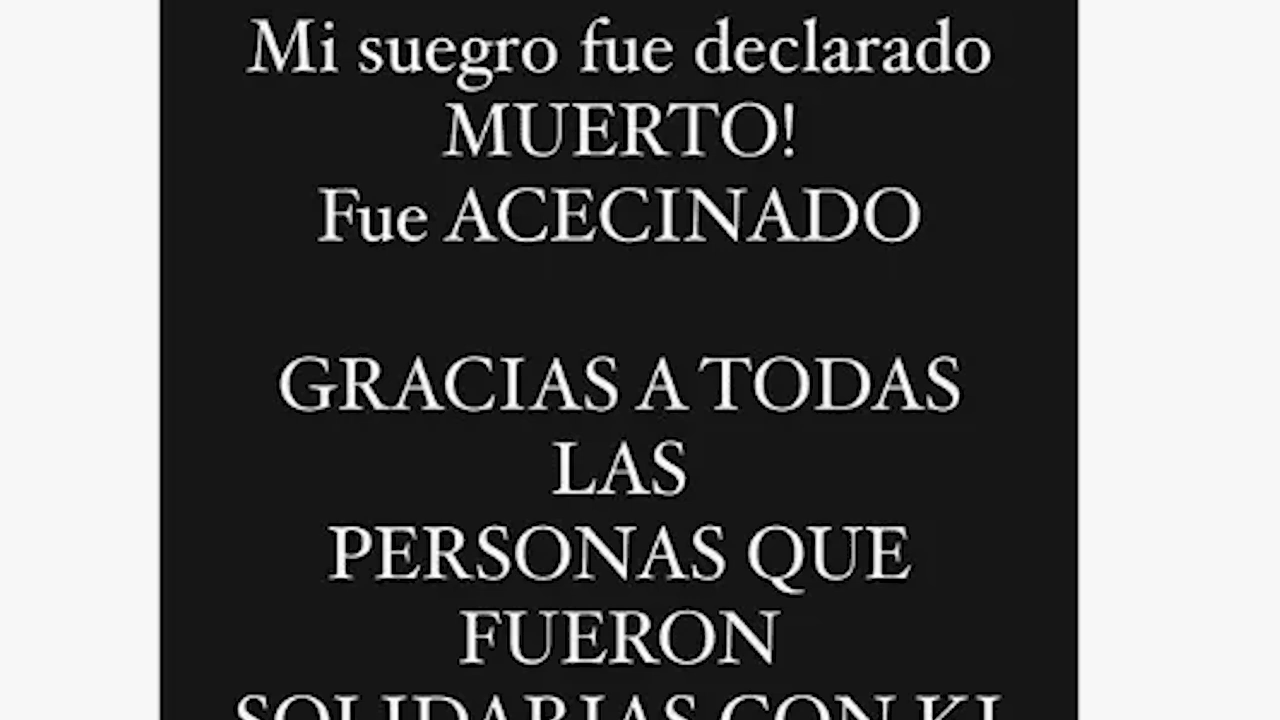 Mi suegro fue declarado
MUERTO!
Fue ACECINADO
GRACIAS A TODAS
LAS
PERSONAS QUE
FUERON
SOLIDARIAS CON